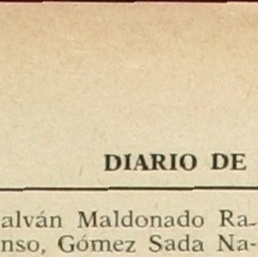 DIARIO DE
alván Maldonado Ra-
nso, Gómez Sada Na-